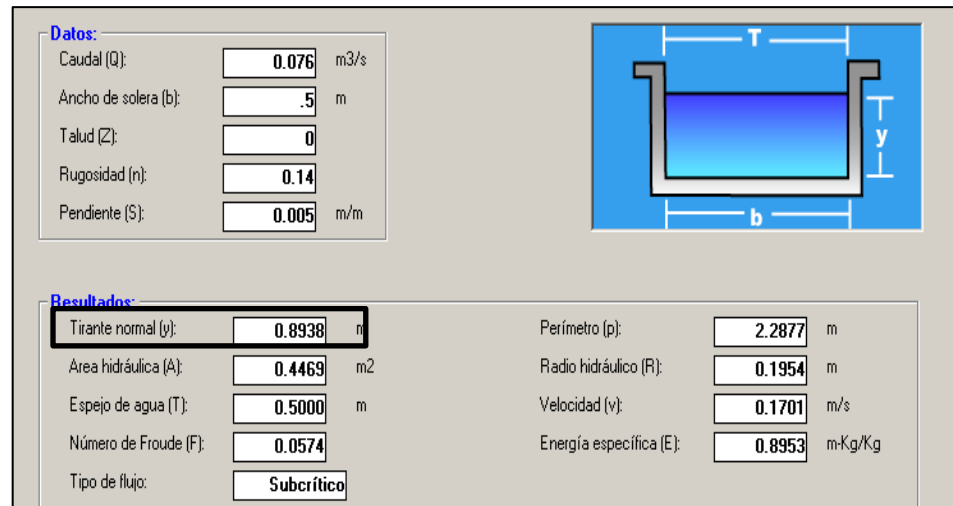 Datos:
Caudal (Q): 0.076 m3/s
Ancho de solera (b): .5 m
Talud (Z): 0
Rugosidad (n): 0.14
Pendiente (S): 0.005 m/m
T
y
b
Resultados:
Tirante normal (y): 0.8938 m Perímetro (p): 2.2877 m
Area hidráulica (A): 0.4469 m2 Radio hidráulico (R): 0.1954 m
Espejo de agua (T): 0.5000 m Velocidad (v): 0.1701 m/s
Número de Froude (F): 0.0574 Energía específica (E): 0.8953 m-Kg/Kg
Tipo de flujo: Subcrítico